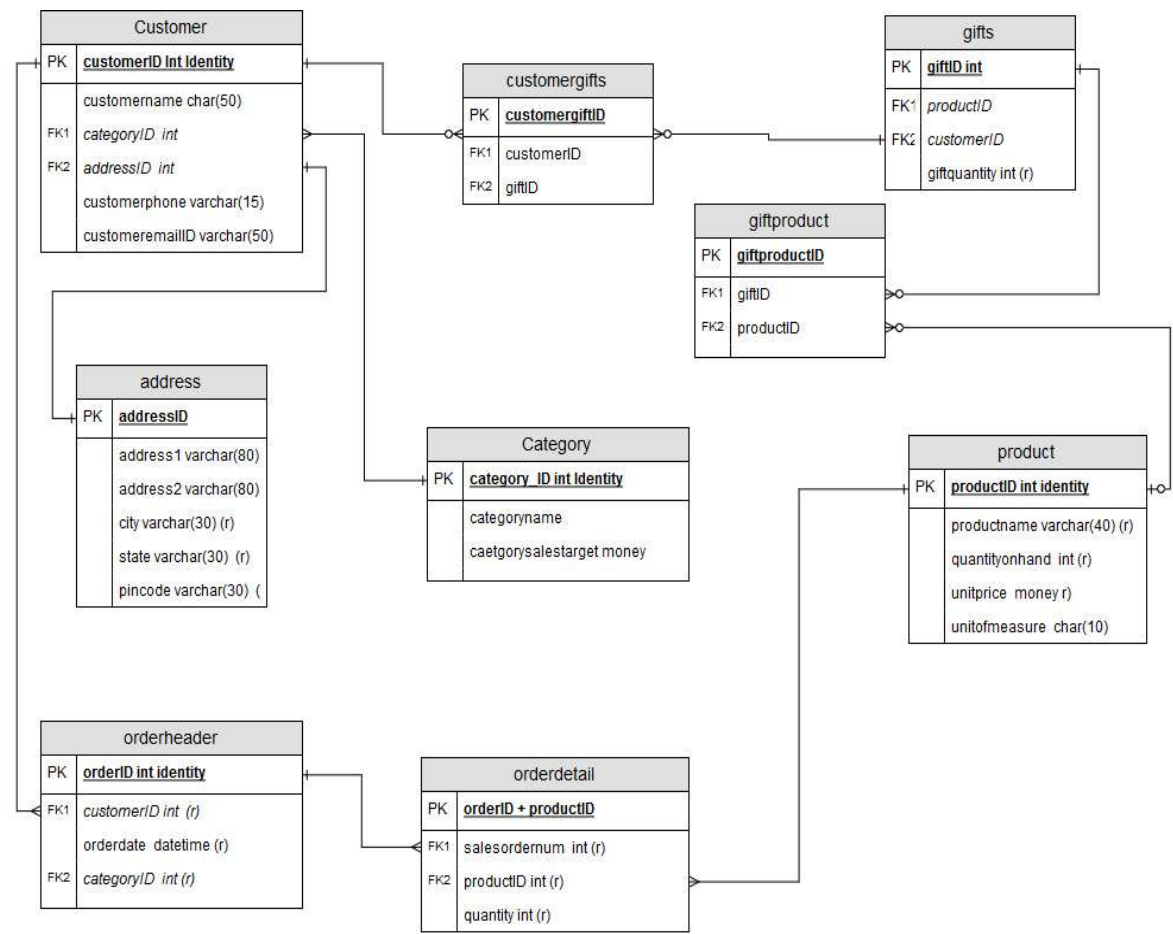 Customer
PK customerID Int Identity
customername char(50)
FK1 categoryID int
FK2 addressID int
customerphone varchar(15)
customeremailID varchar(50)
customergifts
PK customergiftID
FK1 customerID
FK2 giftID
gifts
PK giftID int
FK1 productID
FK2 customerID
giftquantity int (r)
giftproduct
PK giftproductID
FK1 giftID
FK2 productID
address
PK addressID
address1 varchar(80)
address2 varchar(80)
city varchar(30) (r)
state varchar(30) (r)
pincode varchar(30) (
Category
PK category_ID int Identity
categoryname
caetgorysalestarget money
product
PK productID int identity
productname varchar(40) (r)
quantityonhand int (r)
unitprice money r)
unitofmeasure char(10)
orderheader
PK orderID int identity
FK1 customerID int (r)
orderdate datetime (r)
FK2 categoryID int (r)
orderdetail
PK orderID + productID
FK1 salesordernum int (r)
FK2 productID int (r)
quantity int (r)